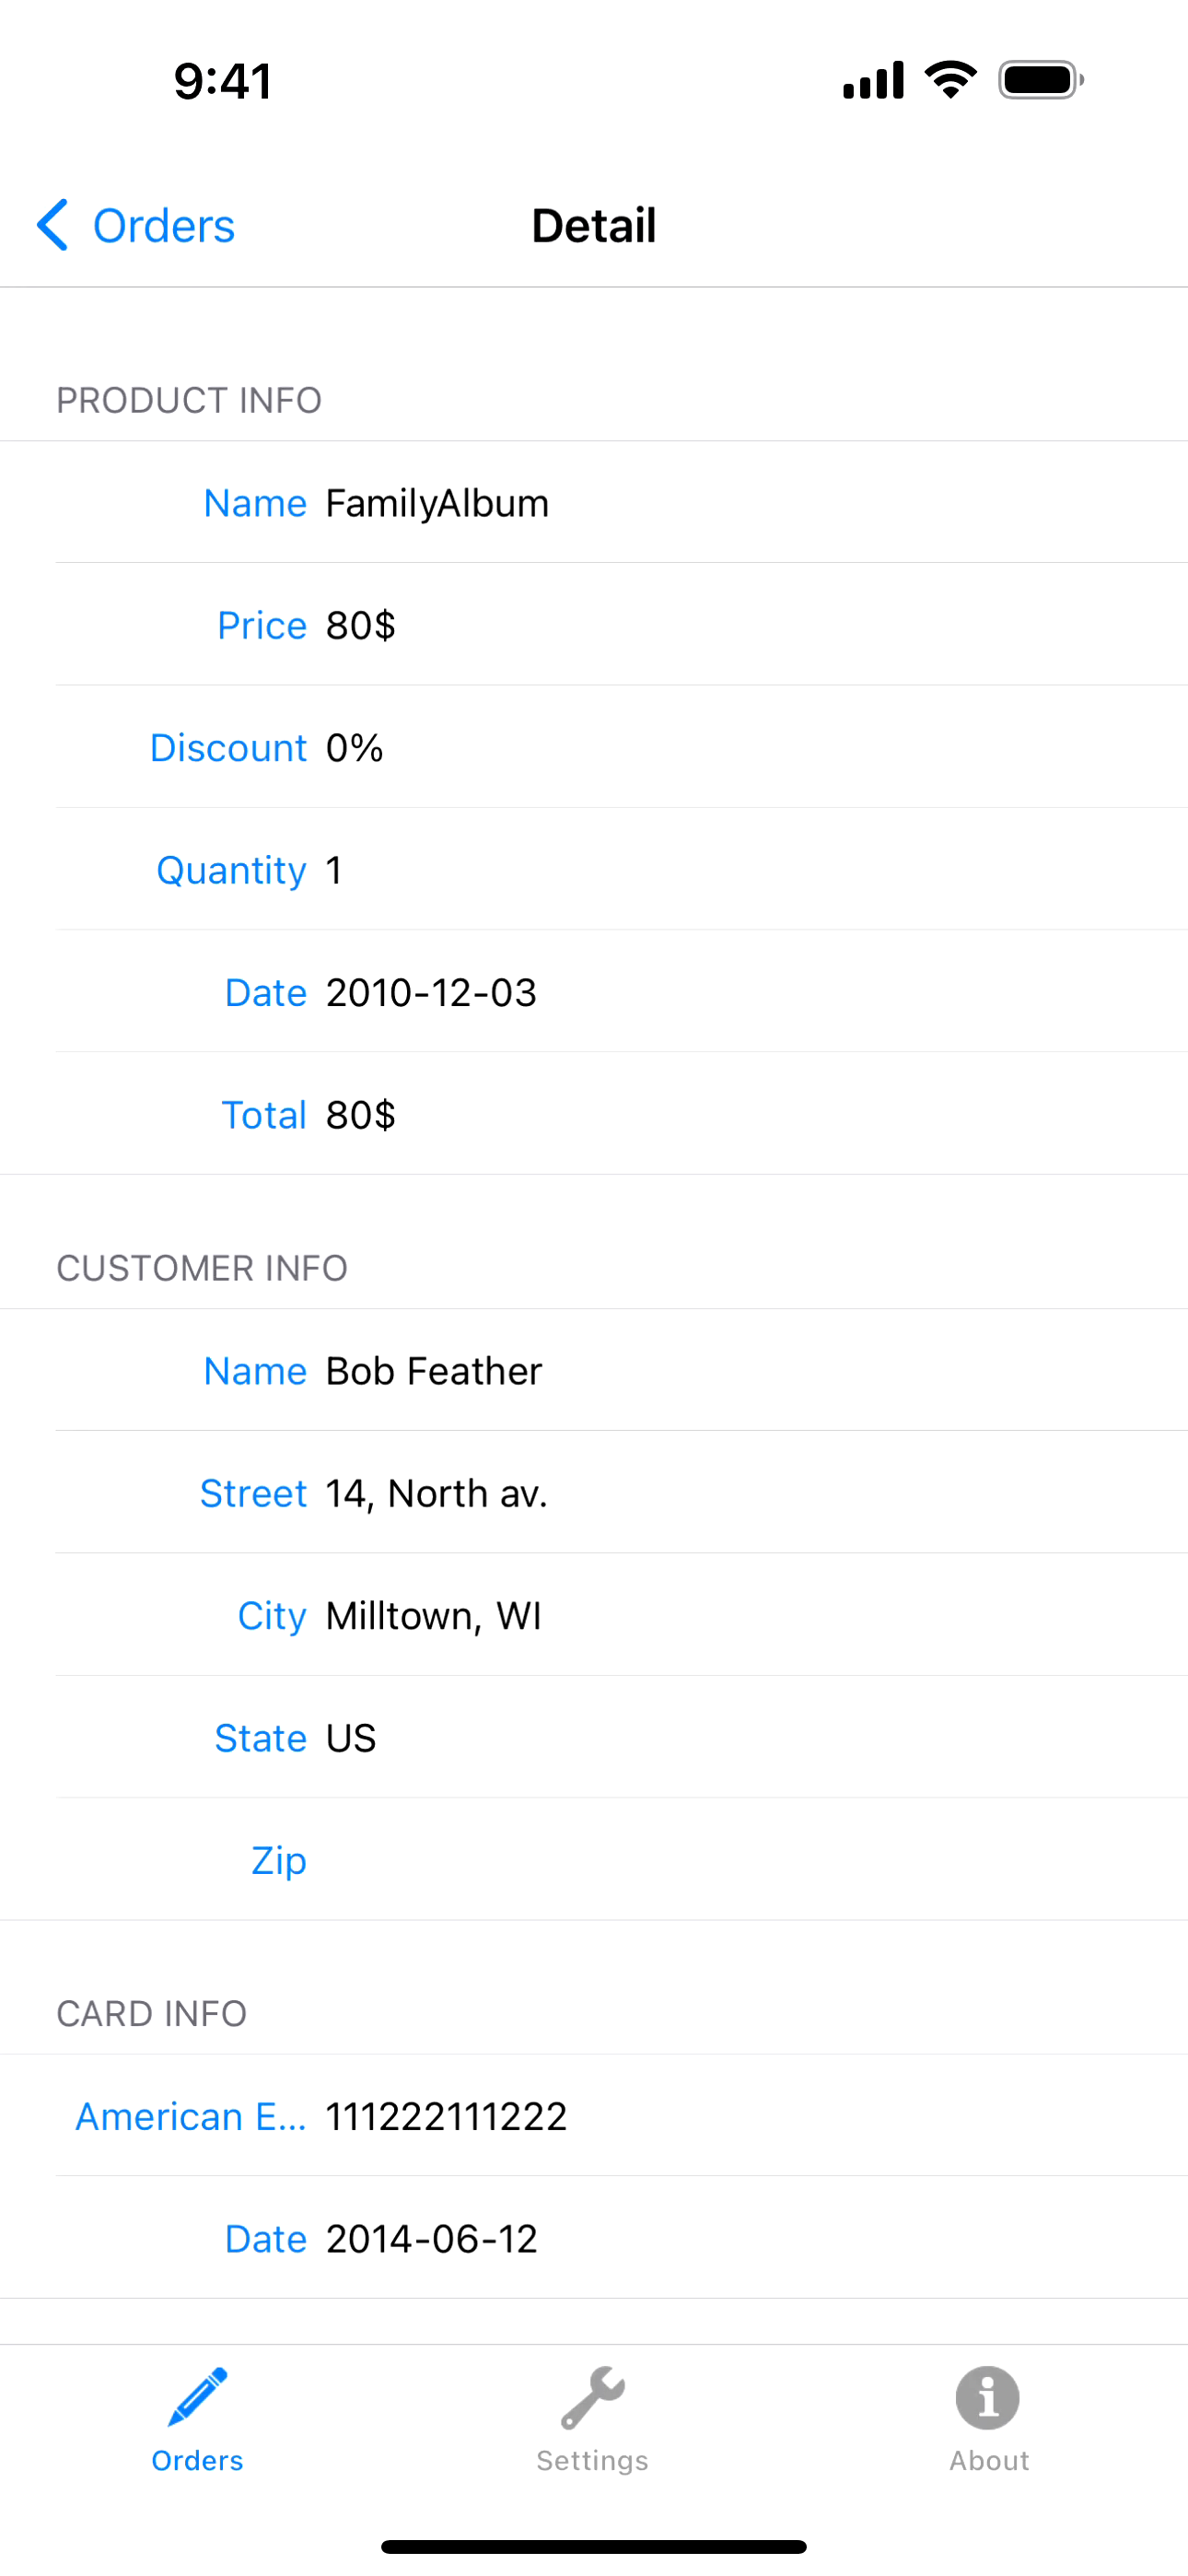 9:41
Orders
Detail
PRODUCT INFO
Name FamilyAlbum
Price 80$
Discount 0%
Quantity 1
Date 2010-12-03
Total 80$
CUSTOMER INFO
Name Bob Feather
Street 14, North av.
City Milltown, WI
State US
Zip
CARD INFO
American E... 111222111222
Date 2014-06-12
Orders
Settings
About